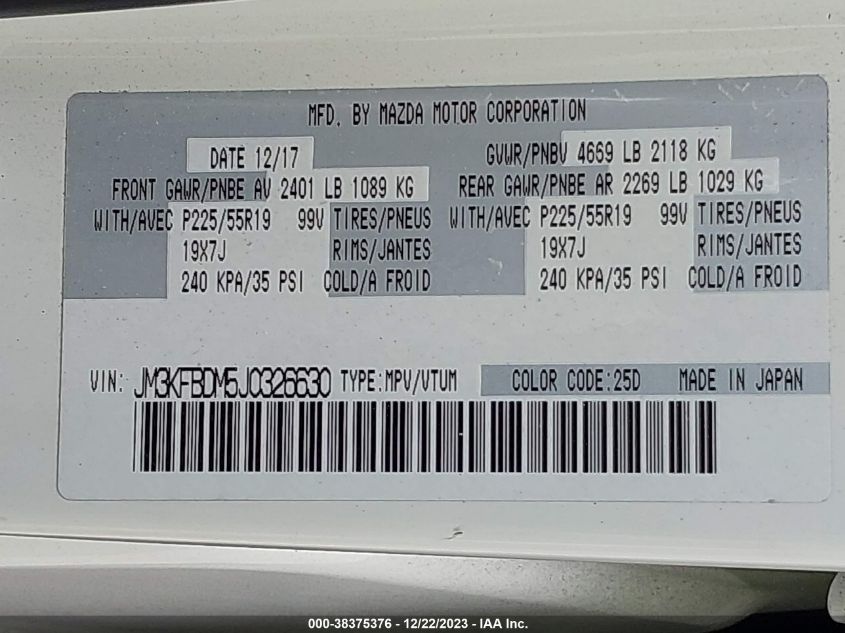 MFD. BY MAZDA MOTOR CORPORATION
DATE 12/17 GVWR/PNBV 4669 LB 2118 KG
FRONT GAWR/PNBE AV 2401 LB 1089 KG REAR GAWR/PNBE AR 2269 LB 1029 KG
WITH/AVEC P225/55R19 99V TIRES/PNEUS WITH/AVEC P225/55R19 99V TIRES/PNEUS
19X7J RIMS/JANTES 19X7J RIMS/JANTES
240 KPA/35 PSI COLD/A FROID 240 KPA/35 PSI COLD/A FROID
VIN: JM3KFBDM5J0326630 TYPE:MPV/VTUM COLOR CODE:25D MADE IN JAPAN
000-38375376 - 12/22/2023 - IAA Inc.